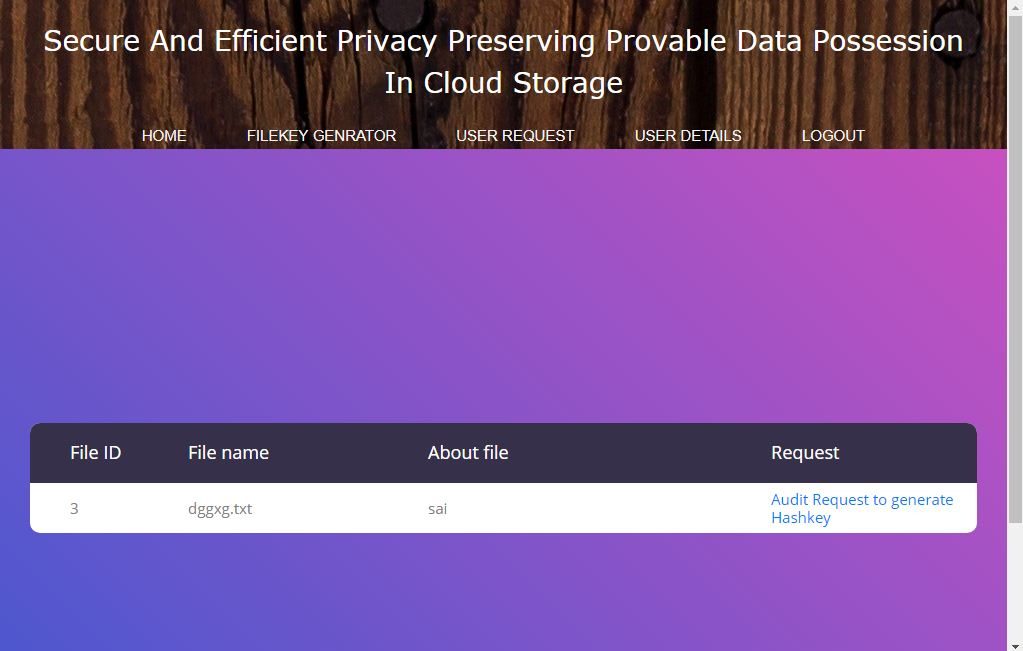 Secure And Efficient Privacy Preserving Provable Data Possession
In Cloud Storage
HOME FILEKEY GENRATOR USER REQUEST USER DETAILS LOGOUT
File ID File name About file Request
3 dggxg.txt sai Audit Request to generate
Hashkey